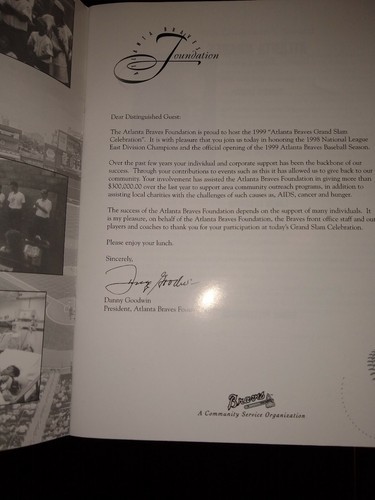 ATLANTA BRAVES
Foundation
Dear Distinguished Guest:
The Atlanta Braves Foundation is proud to host the 1999 "Atlanta Braves Grand Slam
Celebration". It is with pleasure that you join us today in honoring the 1998 National League
East Division Champions and the official opening of the 1999 Atlanta Braves Baseball Season.
Over the past few years your individual and corporate support has been the backbone of our
success. Through your contributions to events such as this it has allowed us to give back to our
community. Your involvement has assisted the Atlanta Braves Foundation in giving more than
$300,000.00 over the last year to support area community outreach programs, in addition to
assisting local charities with the challenges of such causes as, AIDS, cancer and hunger.
The success of the Atlanta Braves Foundation depends on the support of many individuals. It
is my pleasure, on behalf of the Atlanta Braves Foundation, the Braves front office staff and our
players and coaches to thank you for your participation at today's Grand Slam Celebration.
Please enjoy your lunch.
Sincerely,
Danny Goodwin
Danny Goodwin
President, Atlanta Braves
Braves
A Community Service Organization